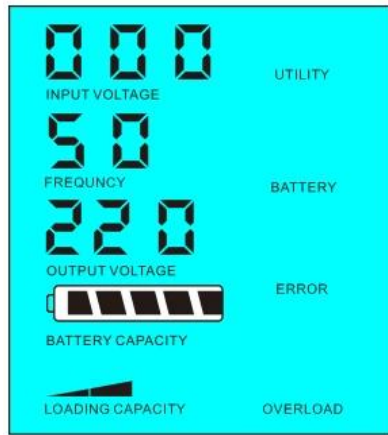 000
UTILITY
INPUT VOLTAGE
50
FREQUNCY
BATTERY
220
OUTPUT VOLTAGE
ERROR
BATTERY CAPACITY
LOADING CAPACITY
OVERLOAD